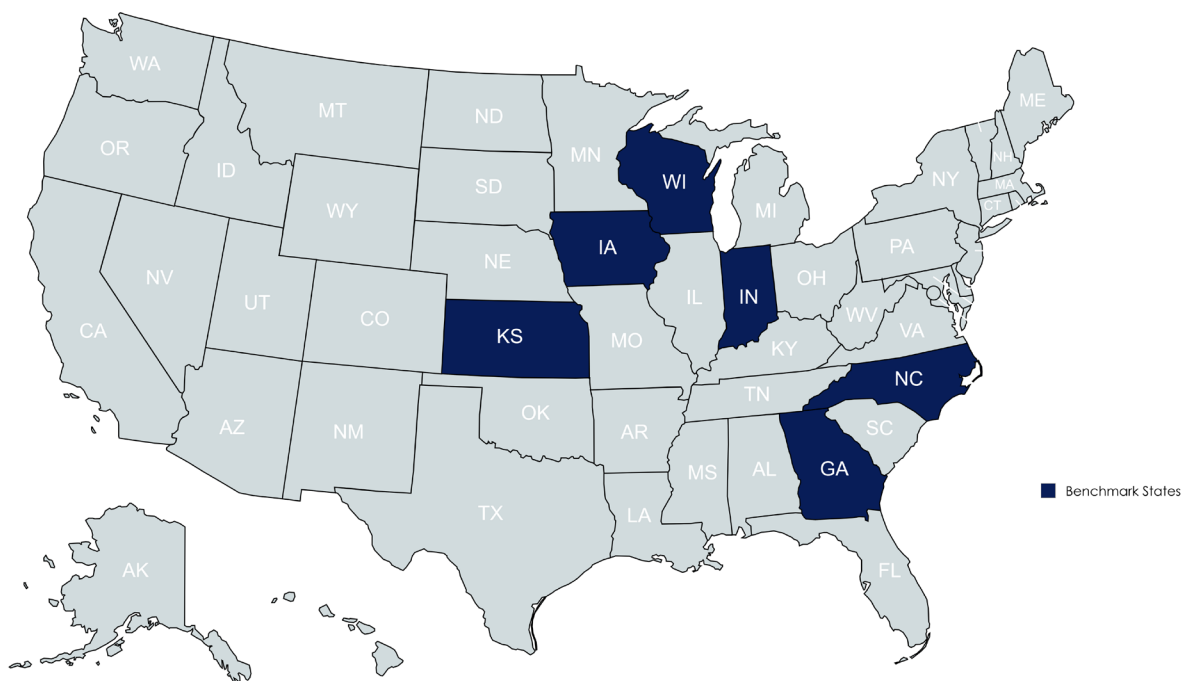 WA
MT
ND
MN
ME
OR
ID
SD
WI
NH
NY
MA
WY
MI
CT
IA
PA
NE
NV
UT
CO
IL
IN
OH
WV
VA
CA
KS
MO
KY
NC
TN
AZ
NM
OK
AR
SC
MS
AL
GA
TX
LA
FL
AK
Benchmark States